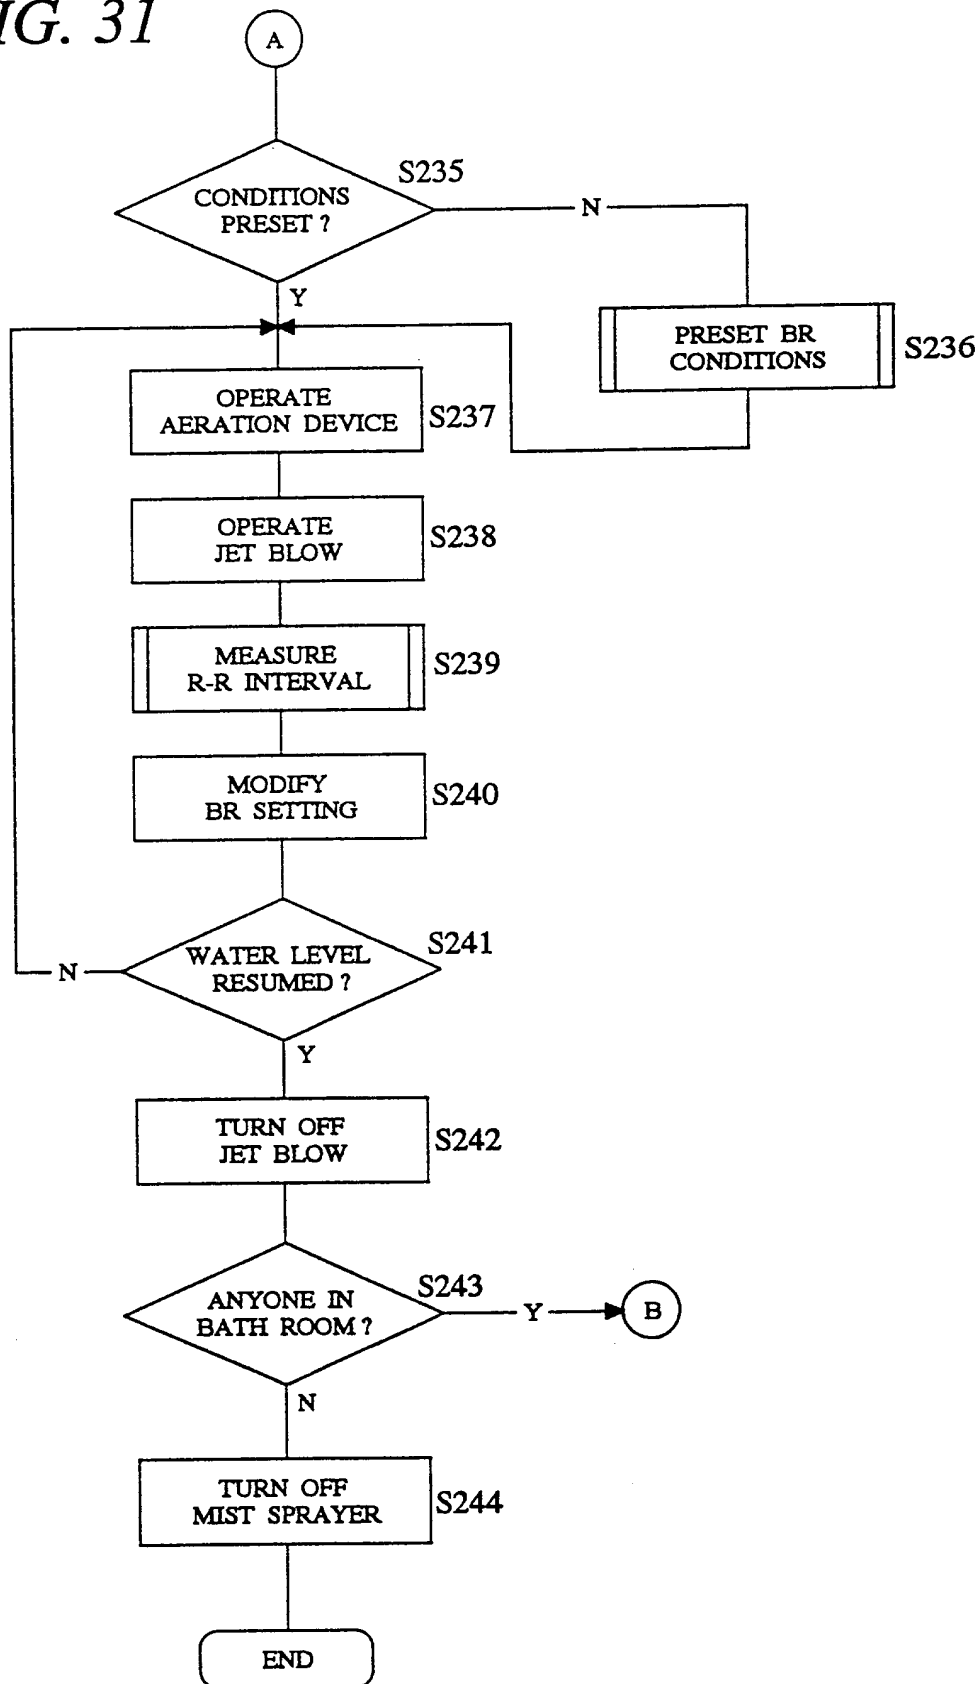 IG. 31
A
S235
CONDITIONS
PRESET ?
N
Y
PRESET BR
CONDITIONS
S236
OPERATE
AERATION DEVICE
S237
OPERATE
JET BLOW
S238
MEASURE
R-R INTERVAL
S239
MODIFY
BR SETTING
S240
S241
WATER LEVEL
RESUMED ?
N
Y
TURN OFF
JET BLOW
S242
S243
ANYONE IN
BATH ROOM ?
Y
B
N
TURN OFF
MIST SPRAYER
S244
END